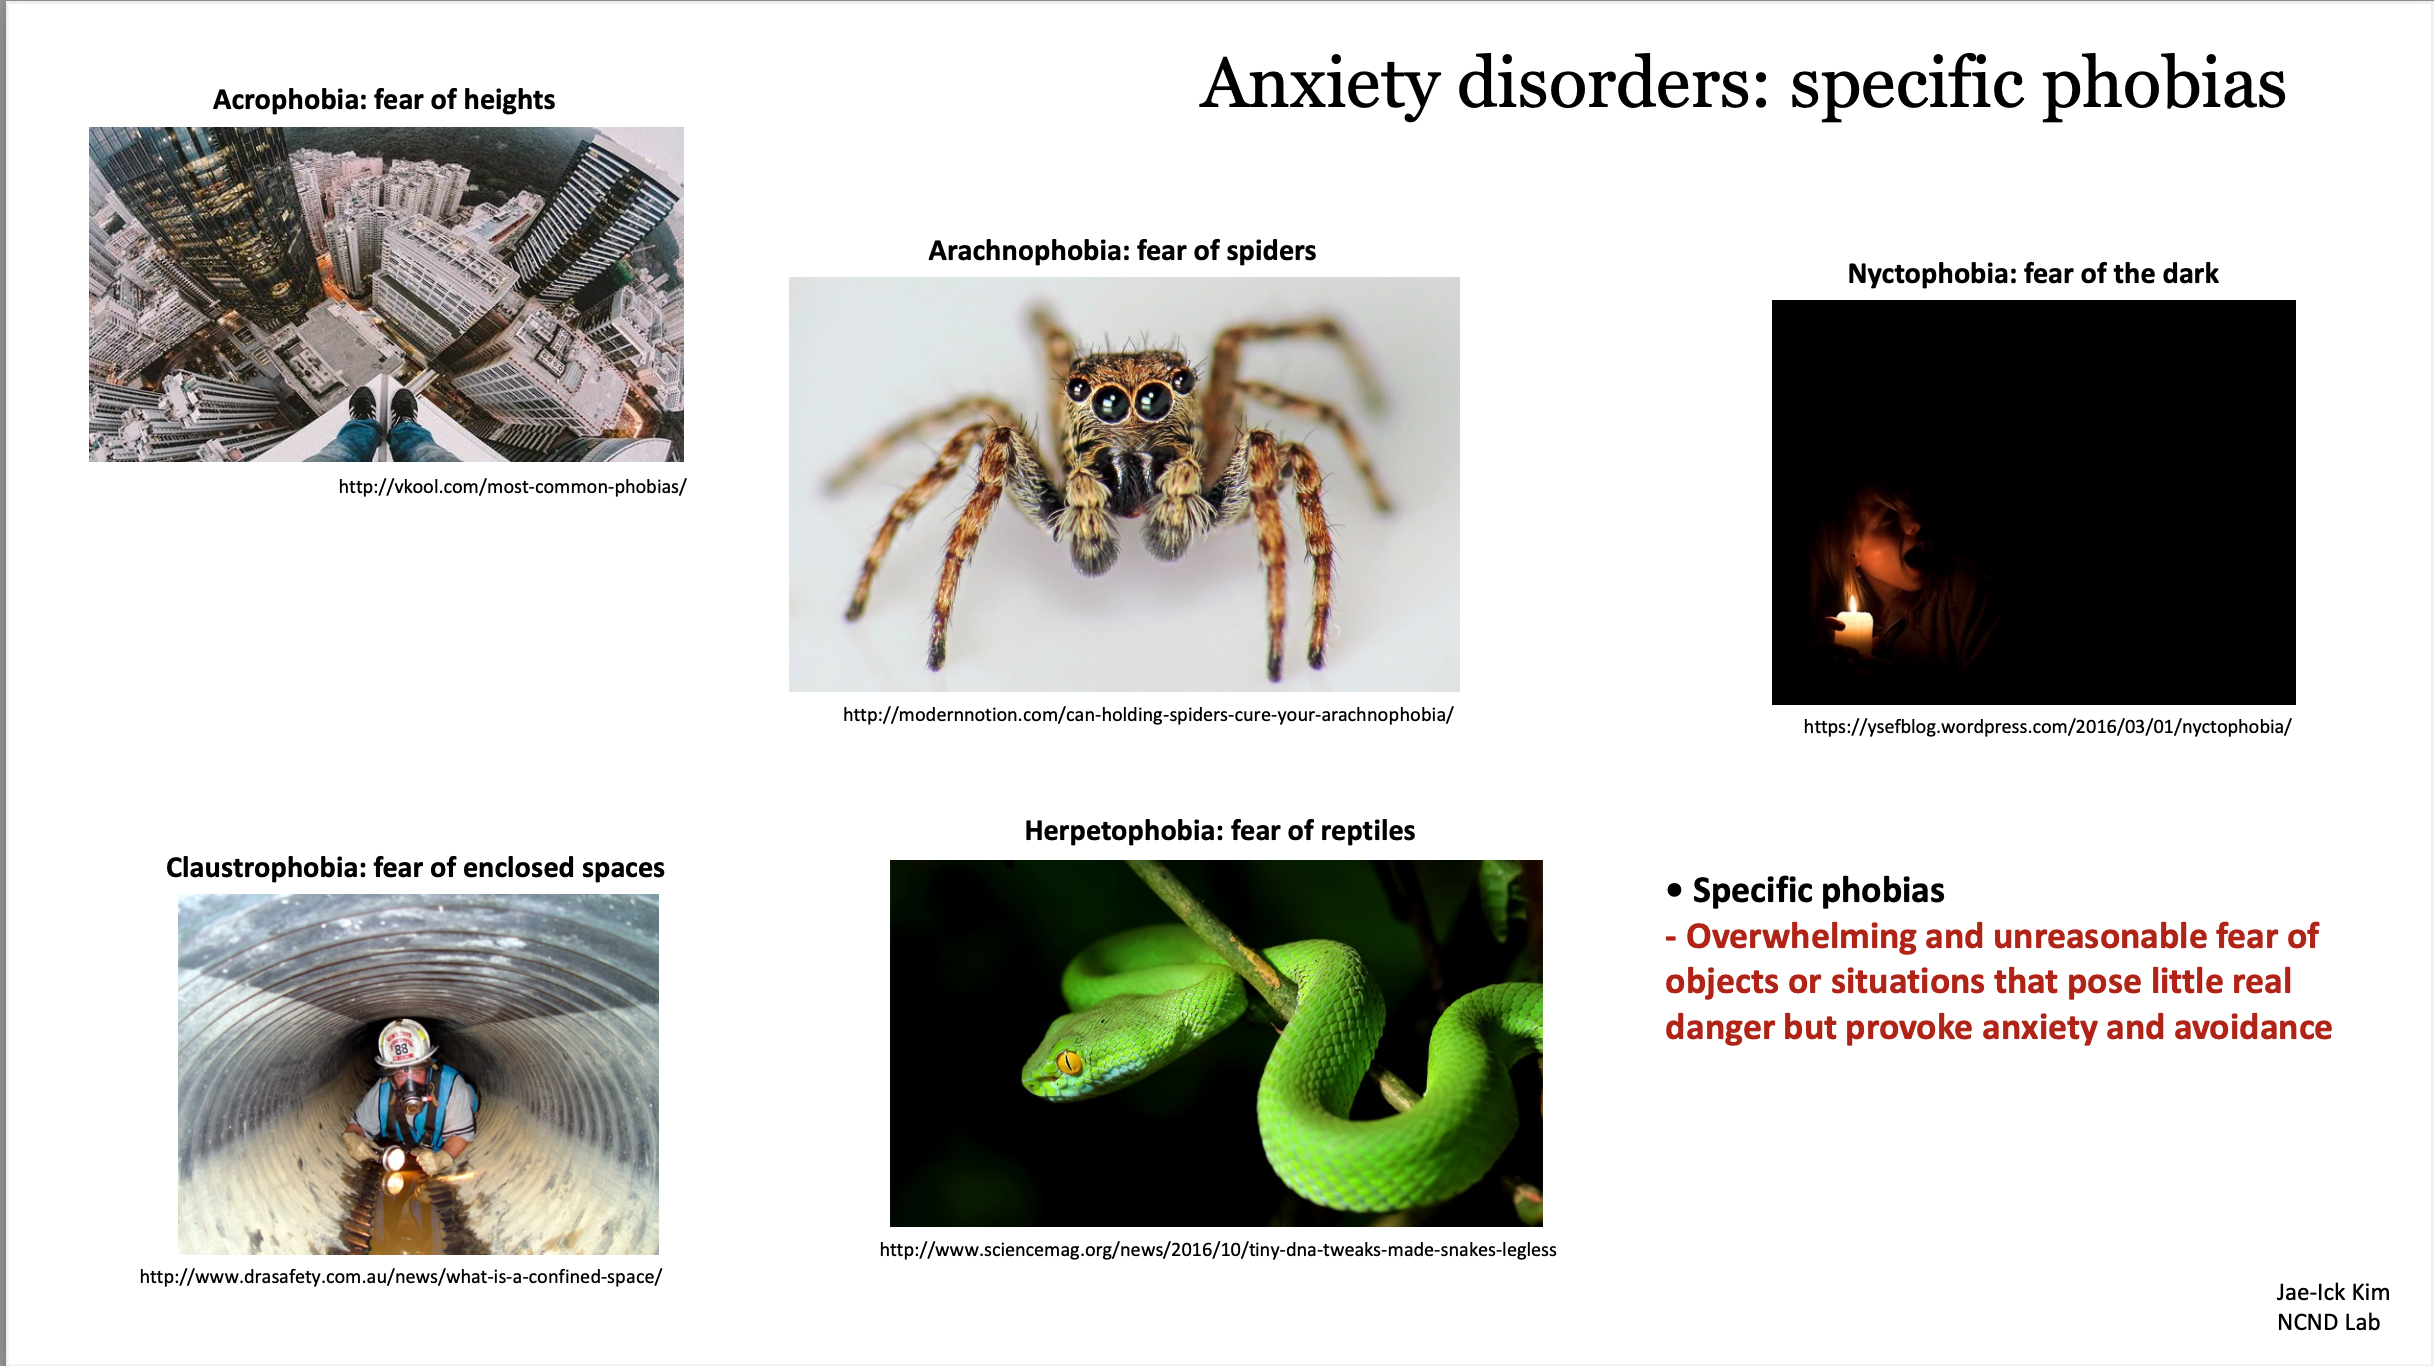 Anxiety disorders: specific phobias
Acrophobia: fear of heights
http://vkool.com/most-common-phobias/
Arachnophobia: fear of spiders
http://modernnotion.com/can-holding-spiders-cure-your-arachnophobia/
Nyctophobia: fear of the dark
https://ysefblog.wordpress.com/2016/03/01/nyctophobia/
Claustrophobia: fear of enclosed spaces
88
http://www.drasafety.com.au/news/what-is-a-confined-space/
Herpetophobia: fear of reptiles
http://www.sciencemag.org/news/2016/10/tiny-dna-tweaks-made-snakes-legless
• Specific phobias
- Overwhelming and unreasonable fear of
objects or situations that pose little real
danger but provoke anxiety and avoidance
Jae-Ick Kim
NCND Lab